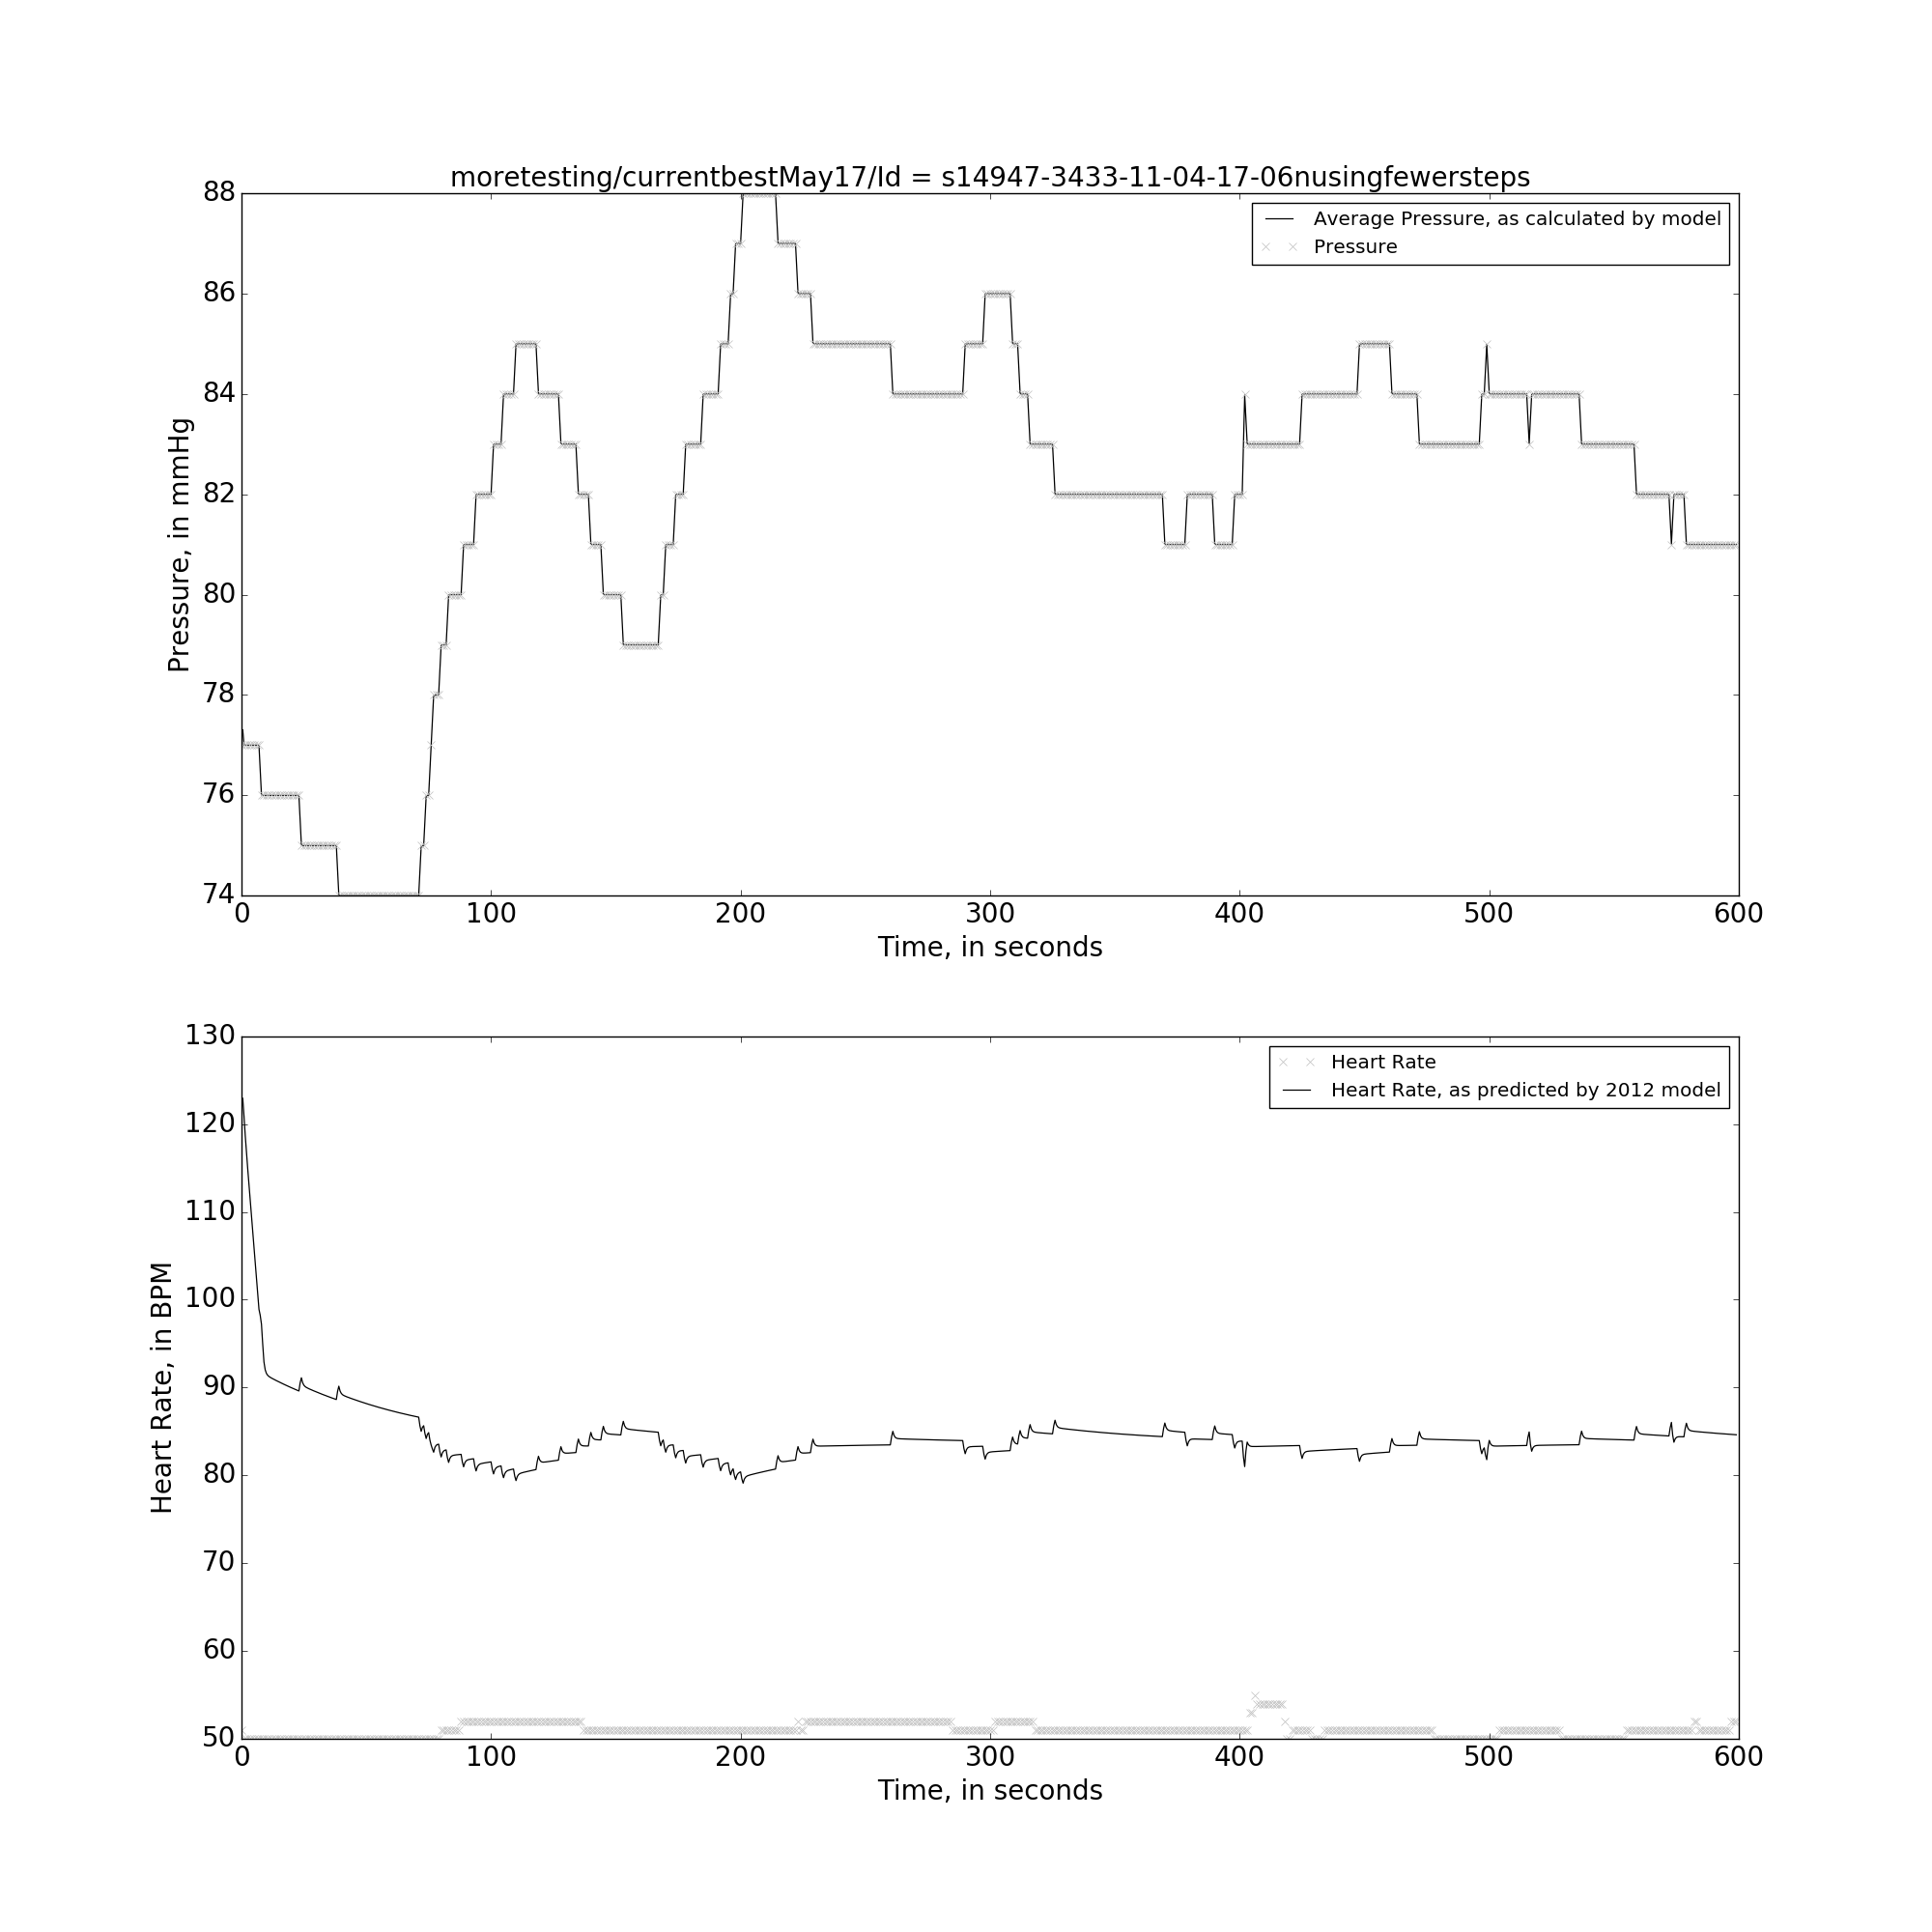 moretesting/currentbestMay17/Id = s14947-3433-11-04-17-06nusingfewersteps
88
86
84
82
80
78
76
74
Pressure, in mmHg
Average Pressure, as calculated by model
Pressure
0 100 200 300 400 500 600
Time, in seconds
130
120
110
100
90
80
70
60
50
Heart Rate, in BPM
Heart Rate
Heart Rate, as predicted by 2012 model
0 100 200 300 400 500 600
Time, in seconds